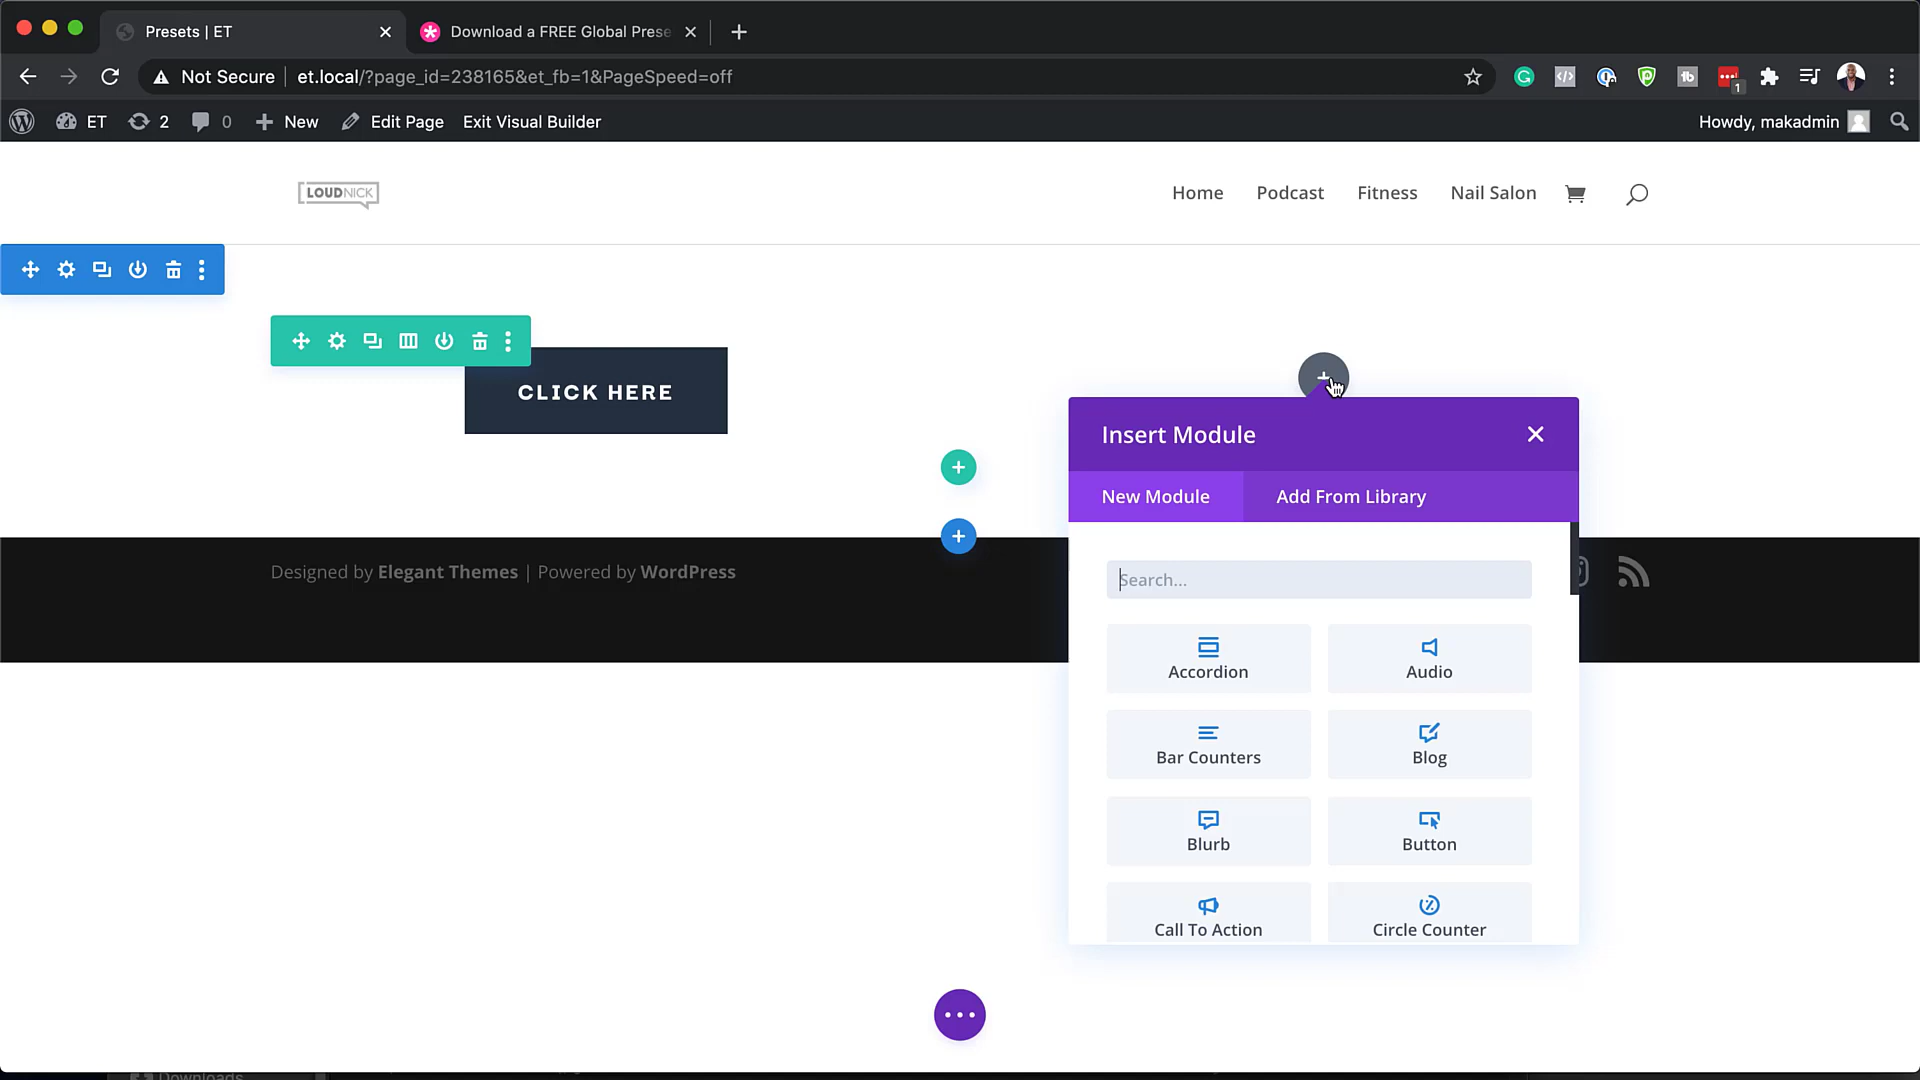 Presets | ET
Download a FREE Global Prese
Not Secure
et.local/?page_id=238165&et_fb=1&PageSpeed=off
1
ET
2
0
New
Edit Page
Exit Visual Builder
Howdy, makadmin
LOUDNICK
Home
Podcast
Fitness
Nail Salon
CLICK HERE
Insert Module
New Module
Add From Library
Search...
Accordion
Audio
Bar Counters
Blog
Blurb
Button
Call To Action
Circle Counter
Designed by Elegant Themes | Powered by WordPress
Downloads